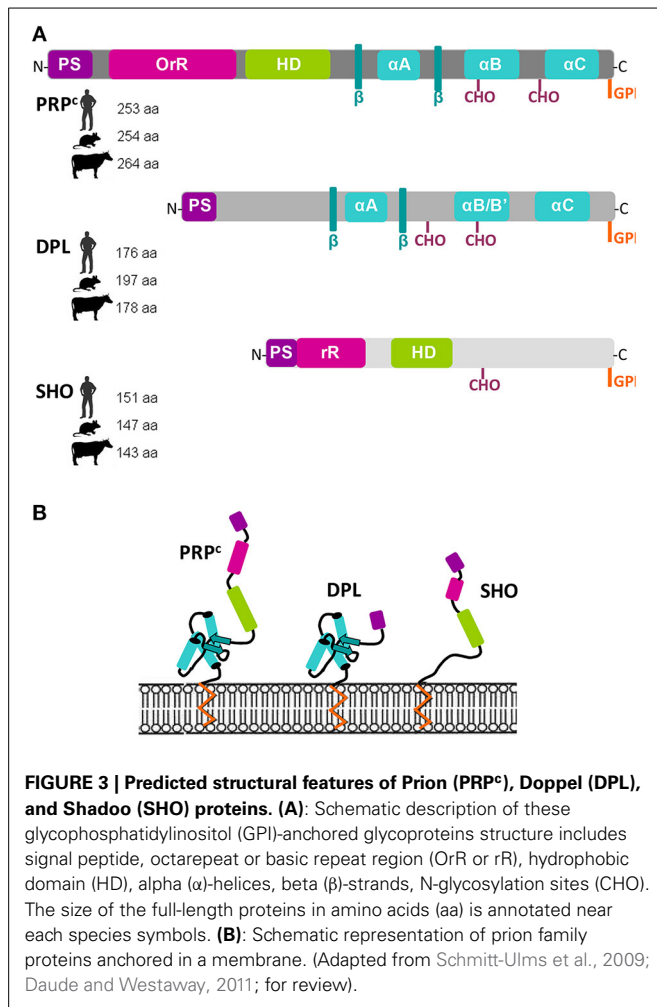 A
N- PS OrR HD αA αB αC -C
β β CHO CHO GPI
PRPᶜ
253 aa
254 aa
264 aa
N- PS αA αB/B’ αC -C
β β CHO CHO GPI
DPL
176 aa
197 aa
178 aa
N- PS rR HD -C
CHO GPI
SHO
151 aa
147 aa
143 aa
B
PRPᶜ
DPL
SHO
FIGURE 3 | Predicted structural features of Prion (PRPᶜ), Doppel (DPL),
and Shadoo (SHO) proteins. (A): Schematic description of these
glycophosphatidylinositol (GPI)-anchored glycoproteins structure includes
signal peptide, octarepeat or basic repeat region (OrR or rR), hydrophobic
domain (HD), alpha (α)-helices, beta (β)-strands, N-glycosylation sites (CHO).
The size of the full-length proteins in amino acids (aa) is annotated near
each species symbols. (B): Schematic representation of prion family
proteins anchored in a membrane. (Adapted from Schmitt-Ulms et al., 2009;
Daude and Westaway, 2011; for review).